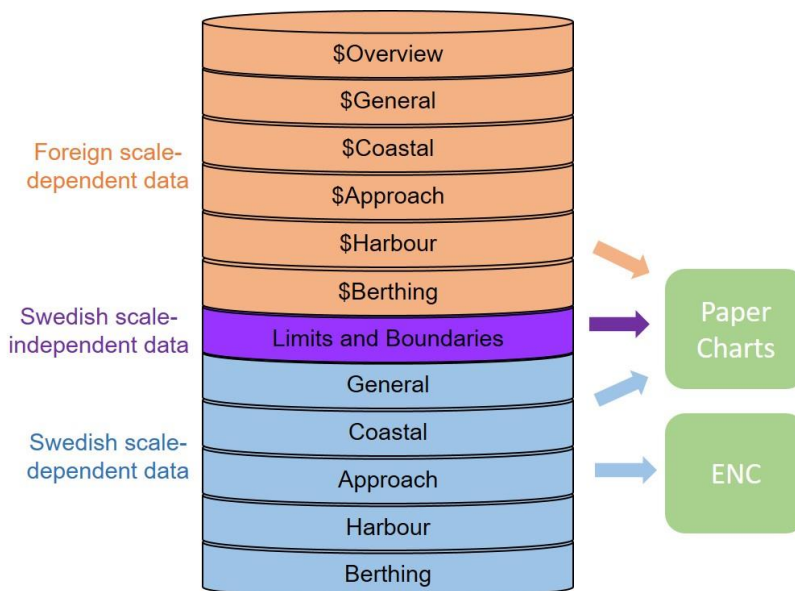 $Overview
$General
$Coastal
$Approach
$Harbour
$Berthing
Limits and Boundaries
General
Coastal
Approach
Harbour
Berthing
Foreign scale-
dependent data
Swedish scale-
independent data
Swedish scale-
dependent data
Paper
Charts
ENC